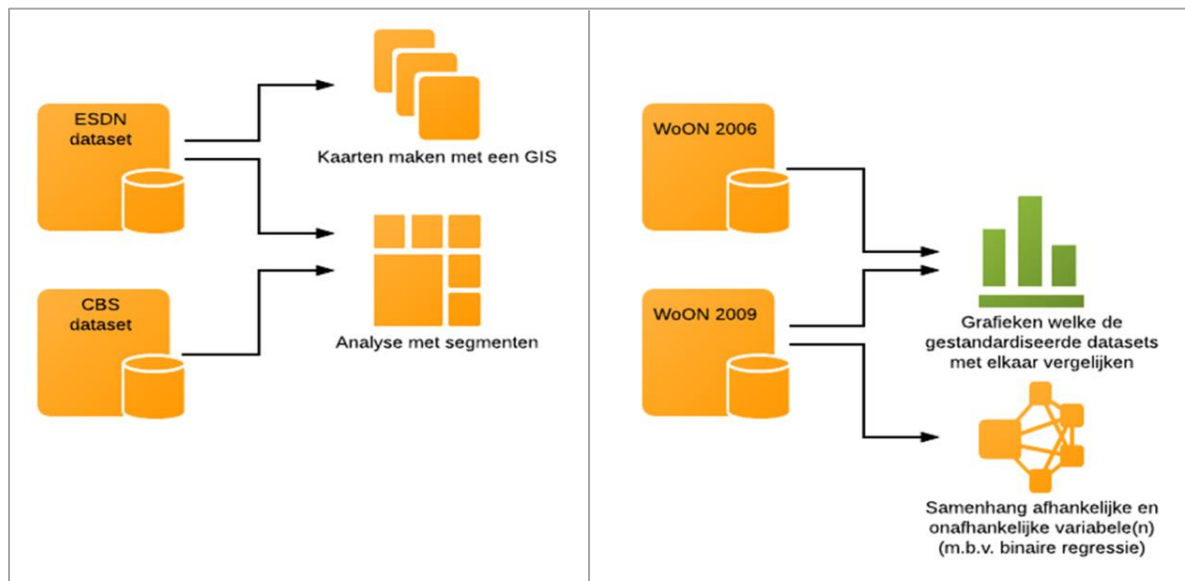 ESDN
dataset
Kaarten maken met een GIS
CBS
dataset
Analyse met segmenten
WoON 2006
WoON 2009
Grafieken welke de
gestandardiseerde datasets
met elkaar vergelijken
Samenhang afhankelijke en
onafhankelijke variabele(n)
(m.b.v. binaire regressie)